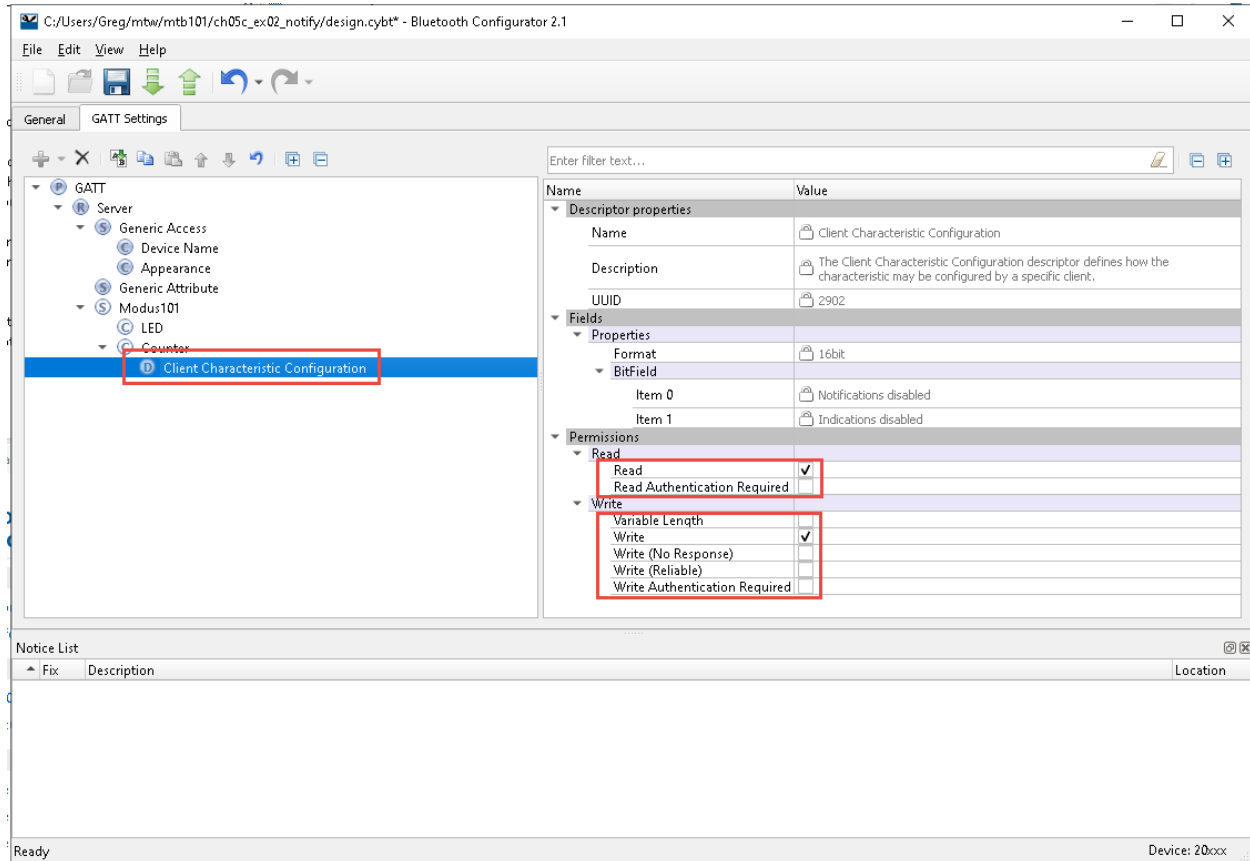 C:/Users/Greg/mtw/mtb101/ch05c_ex02_notify/design.cybt* - Bluetooth Configurator 2.1
File Edit View Help
General GATT Settings
Enter filter text...
GATT
Server
Generic Access
Device Name
Appearance
Generic Attribute
Modus101
LED
Counter
Client Characteristic Configuration
Name Value
Descriptor properties
Name Client Characteristic Configuration
Description The Client Characteristic Configuration descriptor defines how the
characteristic may be configured by a specific client.
UUID 2902
Fields
Properties
Format 16bit
BitField
Item 0 Notifications disabled
Item 1 Indications disabled
Permissions
Read
Read
Read Authentication Required
Write
Variable Length
Write
Write (No Response)
Write (Reliable)
Write Authentication Required
Notice List
Fix Description Location
Ready Device: 20xxx